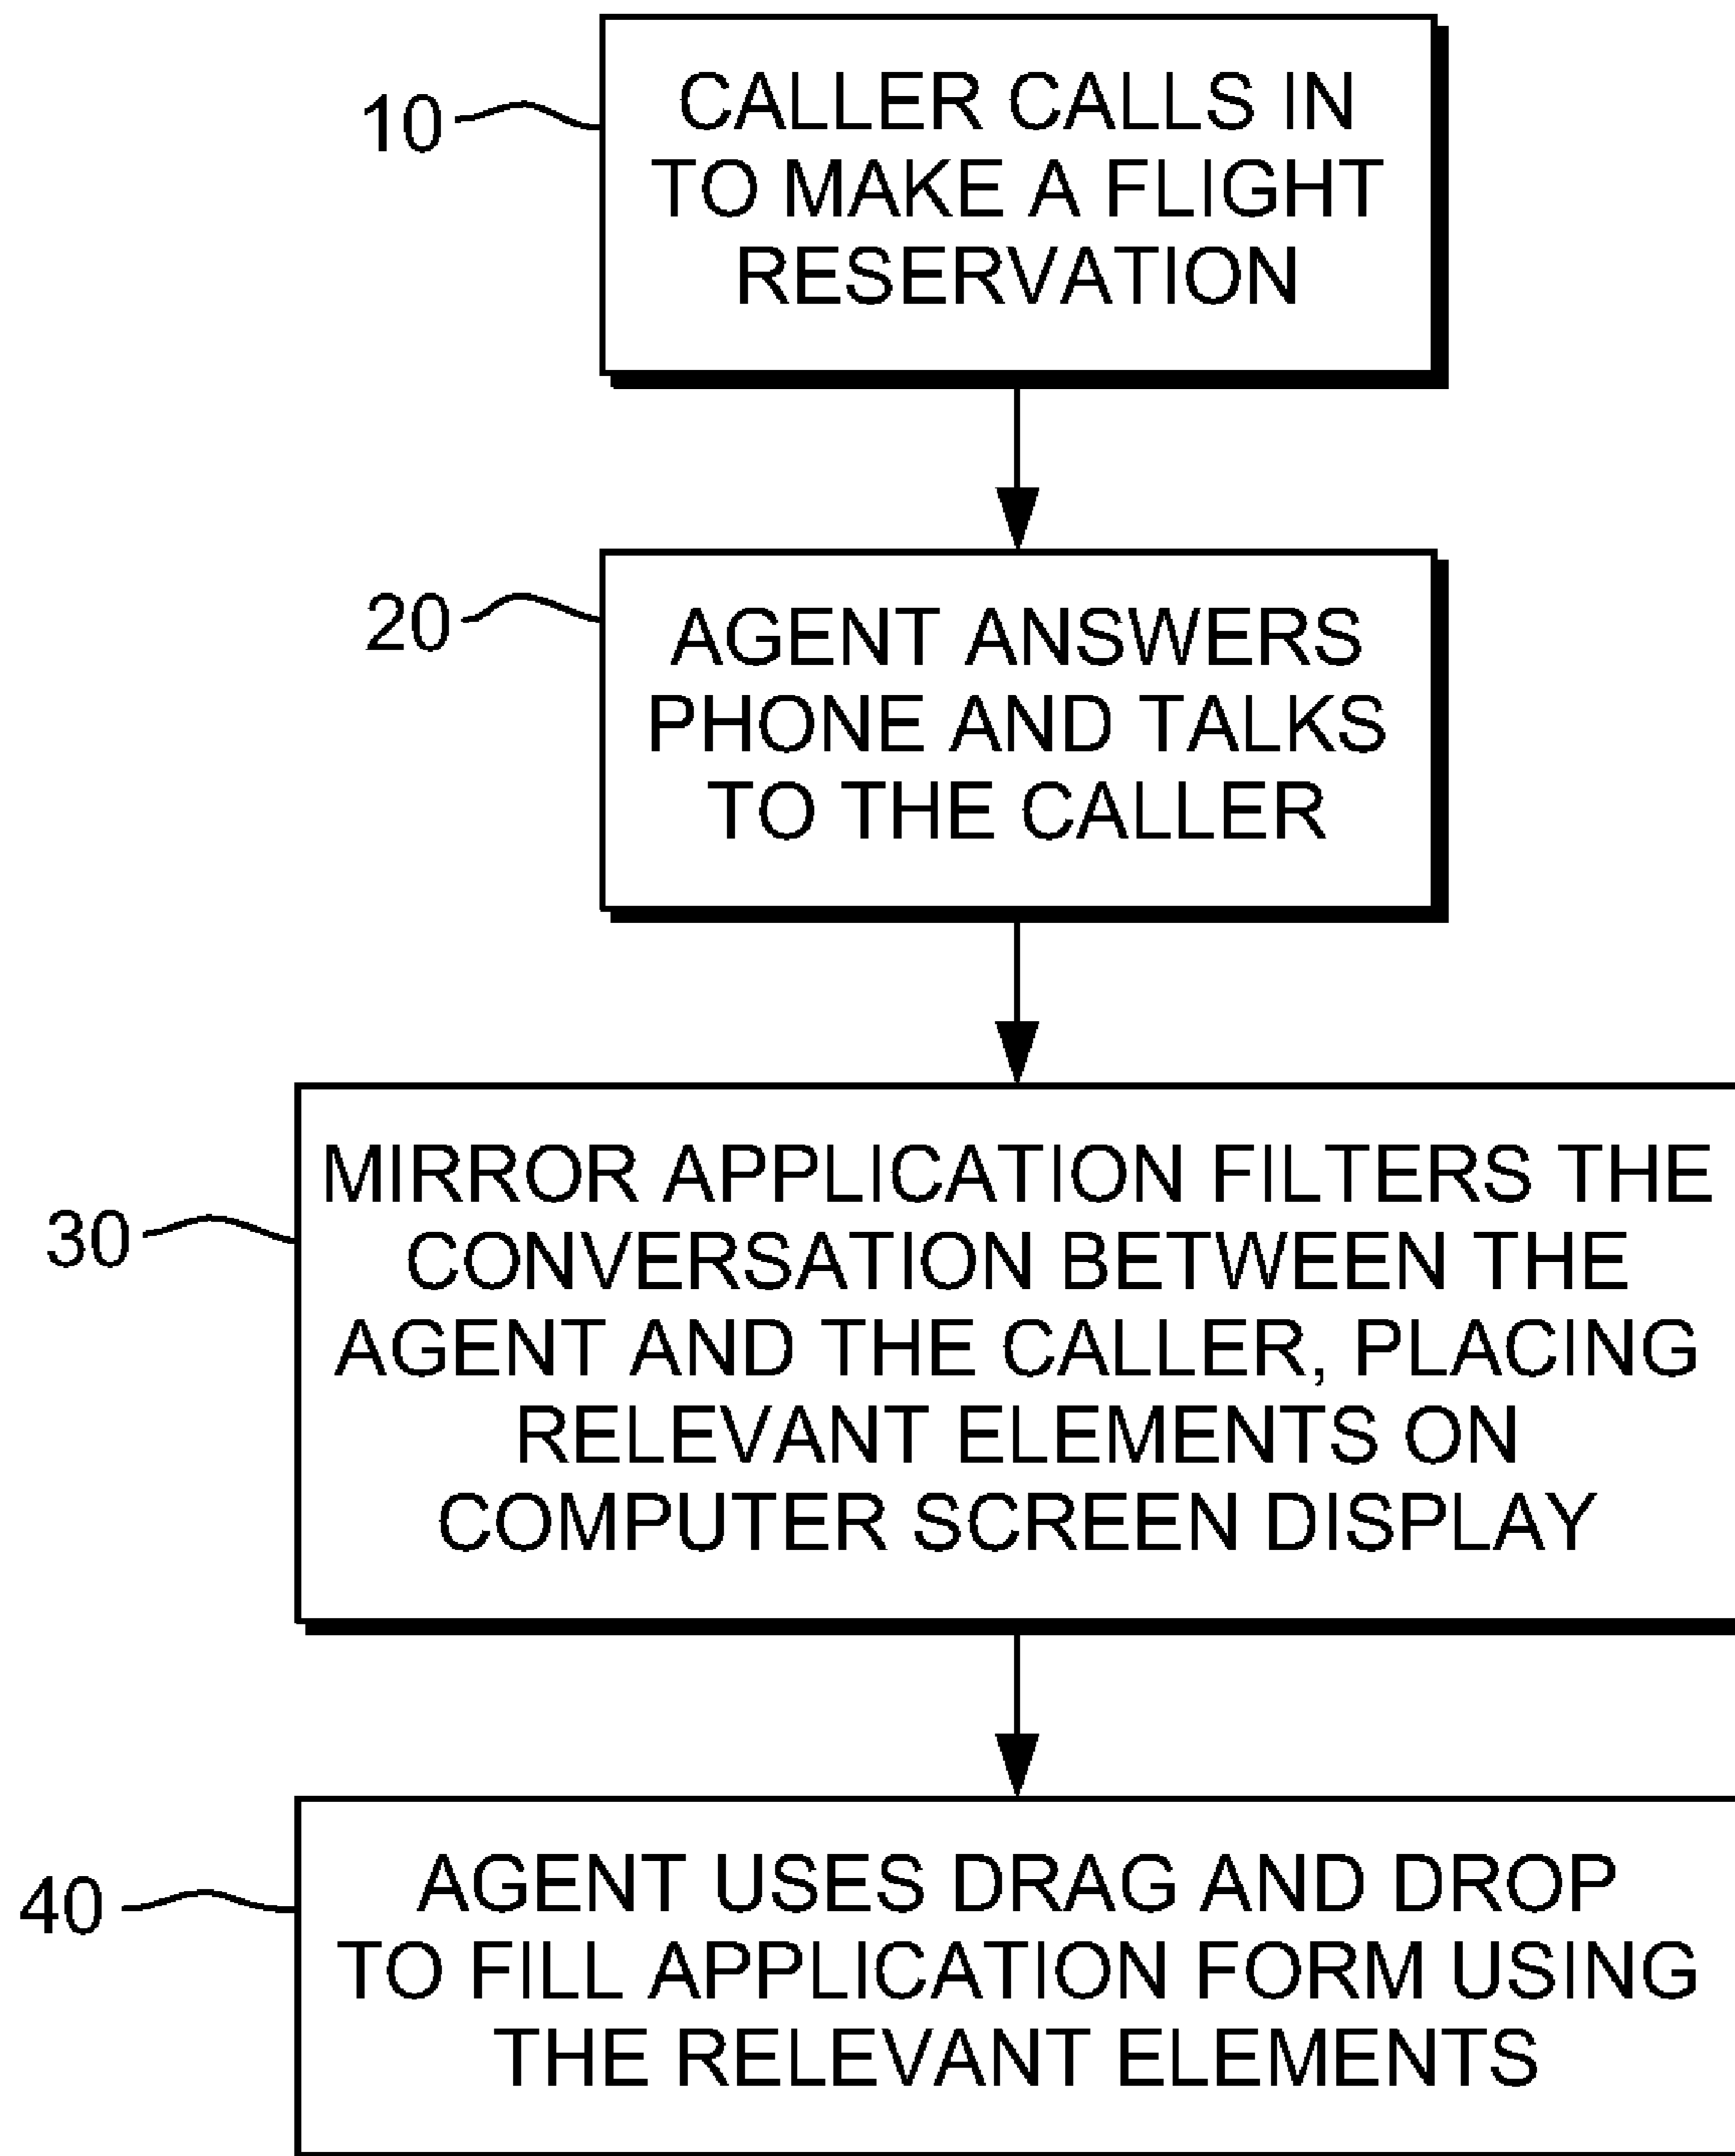 10
CALLER CALLS IN
TO MAKE A FLIGHT
RESERVATION
20
AGENT ANSWERS
PHONE AND TALKS
TO THE CALLER
30
MIRROR APPLICATION FILTERS THE
CONVERSATION BETWEEN THE
AGENT AND THE CALLER, PLACING
RELEVANT ELEMENTS ON
COMPUTER SCREEN DISPLAY
40
AGENT USES DRAG AND DROP
TO FILL APPLICATION FORM USING
THE RELEVANT ELEMENTS